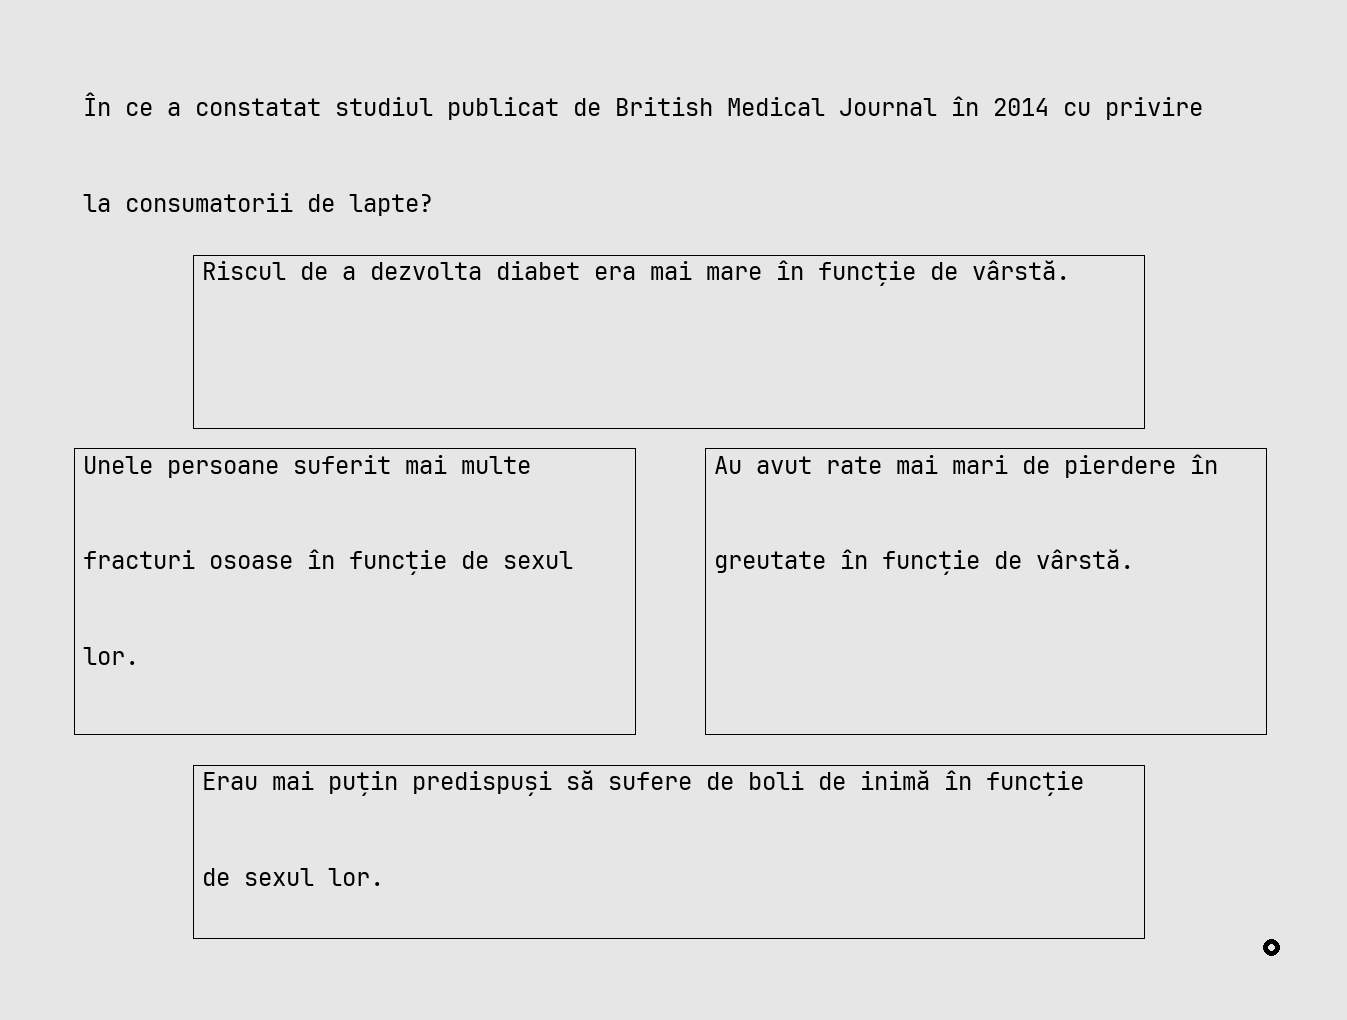 În ce a constatat studiul publicat de British Medical Journal în 2014 cu privire
la consumatorii de lapte?
Riscul de a dezvolta diabet era mai mare în funcție de vârstă.
Unele persoane suferit mai multe
fracturi osoase în funcție de sexul
lor.
Au avut rate mai mari de pierdere în
greutate în funcție de vârstă.
Erau mai puțin predispuși să sufere de boli de inimă în funcție
de sexul lor.